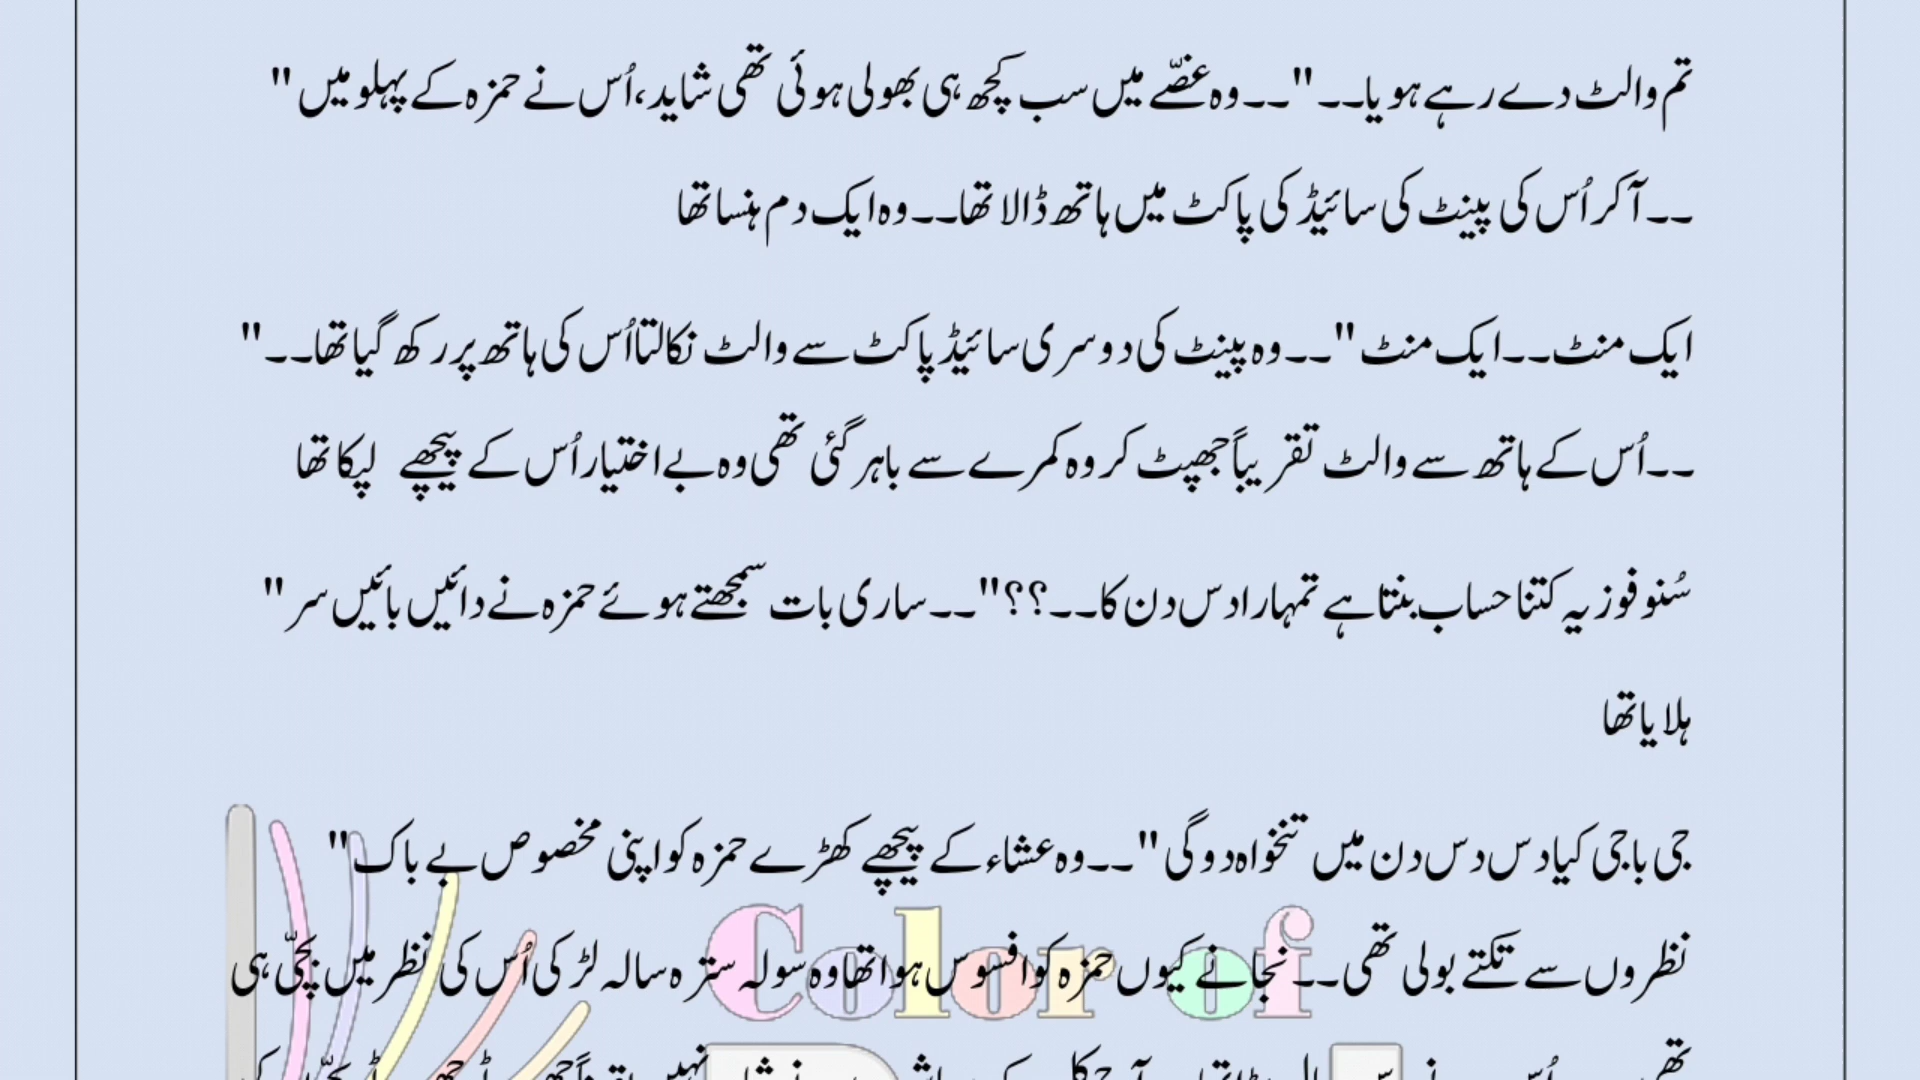 تم والٹ دے رہے ہو یا۔۔"۔۔وہ غصّے میں سب کچھ ہی بھولی ہوئی تھی شاید،اُس نے حمزہ کے پہلو میں"
۔۔آکر اُس کی پینٹ کی سائیڈ کی پاکٹ میں ہاتھ ڈالا تھا۔۔وہ ایک دم ہنسا تھا
ایک منٹ۔۔ایک منٹ"۔۔وہ پینٹ کی دوسری سائیڈ پاکٹ سے والٹ نکالتا اُس کی ہاتھ پر رکھ گیا تھا۔۔"
۔۔اُس کے ہاتھ سے والٹ تقریباً جھپٹ کر وہ کمرے سے باہر گئی تھی وہ بے اختیار اُس کے پیچھے لپکا تھا
سُنو فوزیہ کتنا حساب بنتا ہے تمہارا دس دن کا۔۔؟؟"۔۔ساری بات سمجھتے ہوئے حمزہ نے دائیں بائیں سر"
ہلایا تھا
جی باجی کیا دس دس دن میں تنخواہ دو گی"۔۔وہ عشاء کے پیچھے کھڑے حمزہ کو اپنی مخصوص بے باک"
نظروں سے تکتے بولی تھی۔۔نجانے کیوں حمزہ کو افسوس ہوا تھا وہ سولہ سترہ سالہ لڑکی اُس کی نظر میں بچّی ہی
Color of